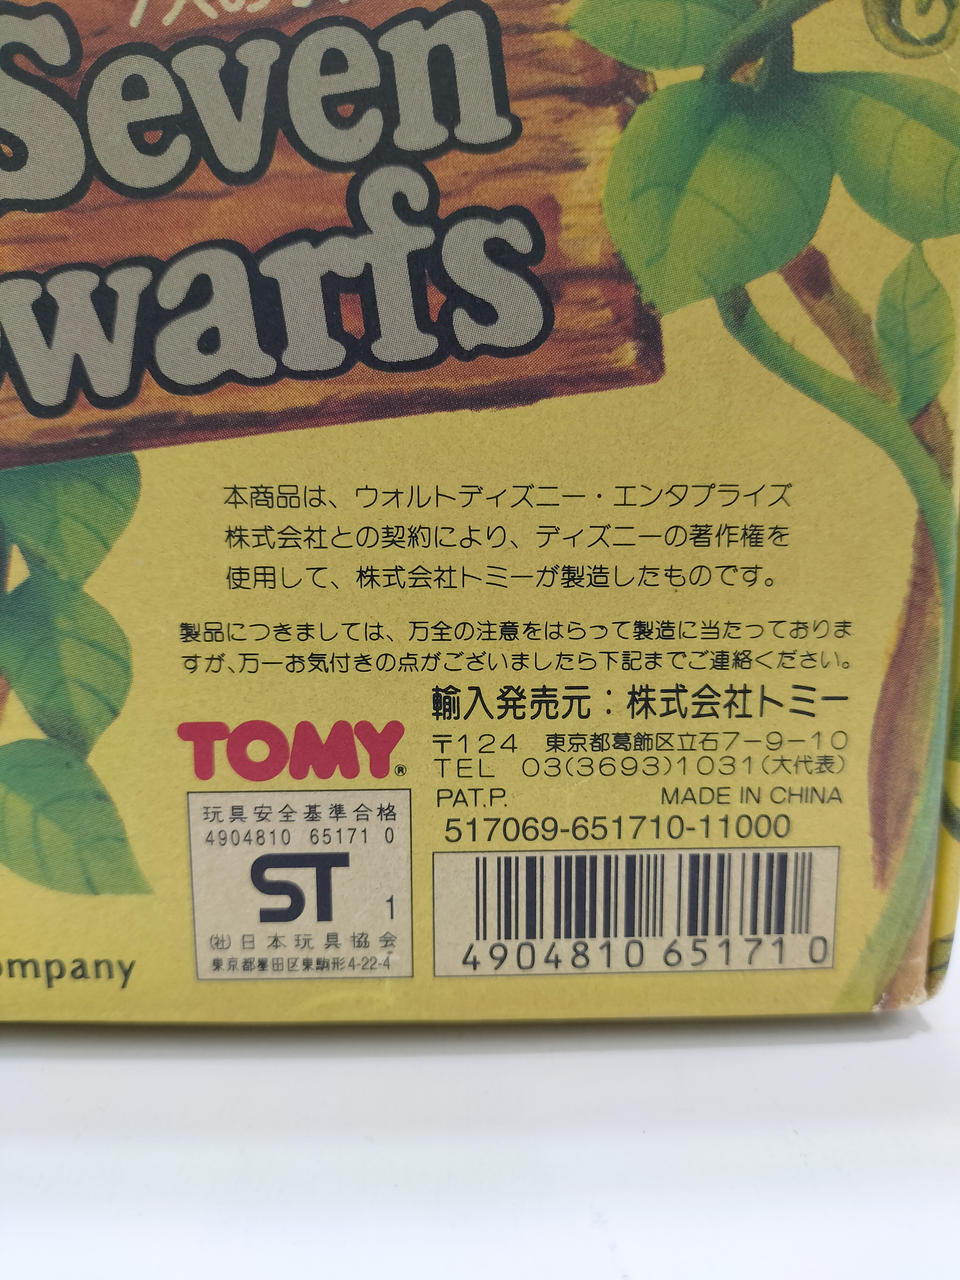 Seven
warfs
本商品は、ウォルトディズニー・エンタプライズ
株式会社との契約により、ディズニーの著作権を
使用して、株式会社トミーが製造したものです。
製品につきましては、万全の注意をはらって製造に当たっておりま
すが､万一お気付きの点がございましたら下記までご連絡ください。
輸入発売元：株式会社トミー
TOMY®
〒124 東京都葛飾区立石7-9-10
TEL 03(3693)1031(大代表)
PAT.P. MADE IN CHINA
517069-651710-11000
玩具安全基準合格
4904810 65171 0
ST 1
(社)日本玩具協会
東京都墨田区東駒形4-22-4
4904810 651710
ompany